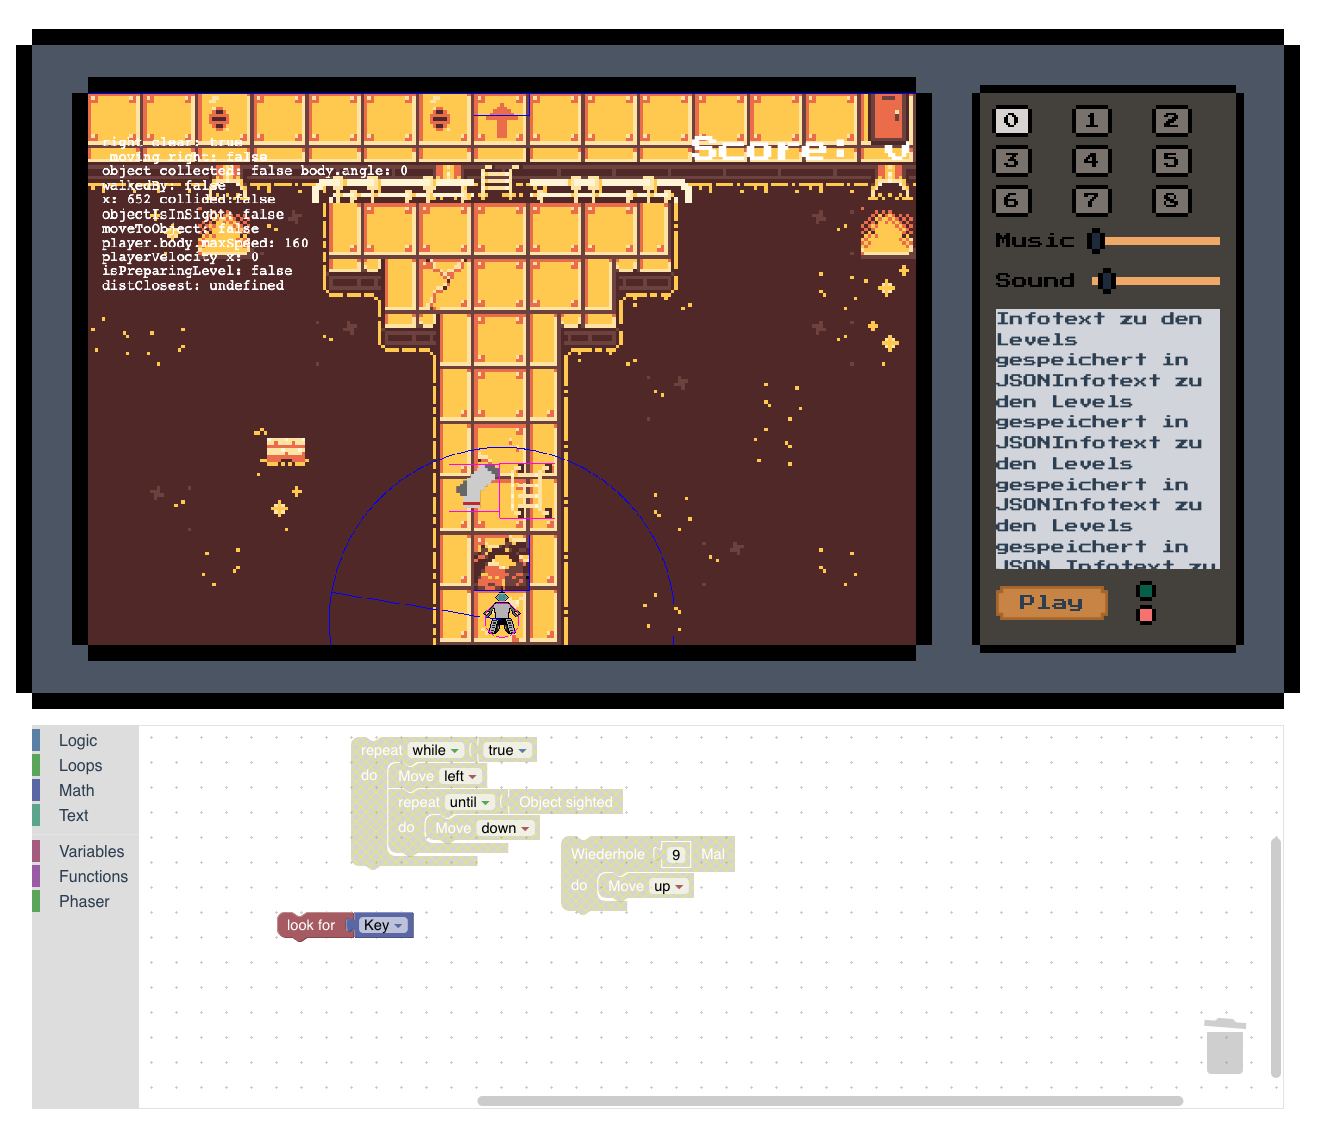 right clear: true
moving right: false
object collected: false body.angle: 0
walkedBy: false
x: 652 collided:false
objectIsInSight: false
moveToObject: false
player.body.maxSpeed: 160
playerVelocity x: 0
isPreparingLevel: false
distClosest: undefined
Score:
0 1 2
3 4 5
6 7 8
Music
Sound
Infotext zu den
Levels
gespeichert in
JSONInfotext zu
den Levels
gespeichert in
JSONInfotext zu
den Levels
gespeichert in
JSONInfotext zu
den Levels
gespeichert in
JSON Infotext zu
Play
Logic
Loops
Math
Text
Variables
Functions
Phaser
repeat while true
do Move left
repeat until Object sighted
do Move down
Wiederhole 9 Mal
do Move up
look for Key